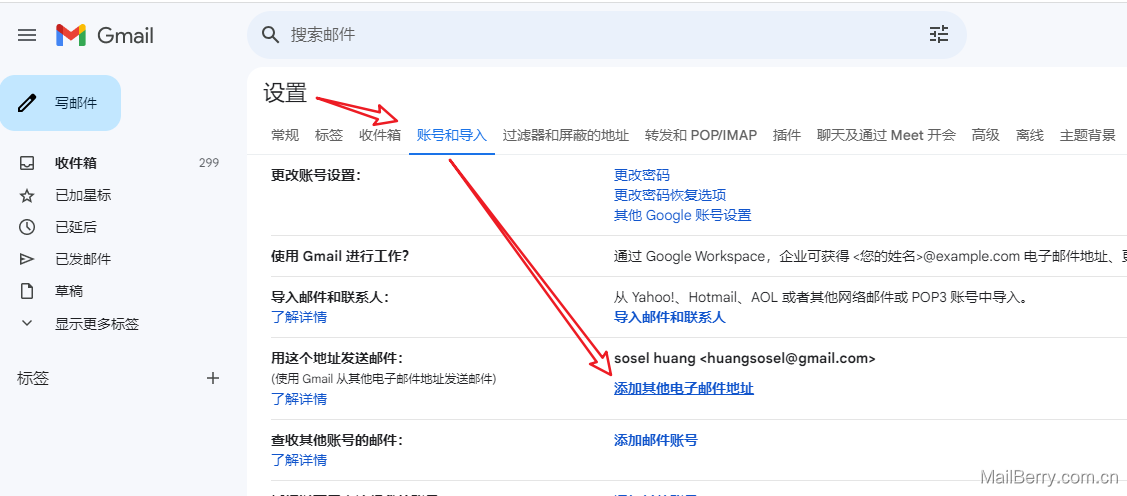 Gmail
搜索邮件
写邮件
收件箱 299
已加星标
已延后
已发邮件
草稿
显示更多标签
标签
设置
常规 标签 收件箱 账号和导入 过滤器和屏蔽的地址 转发和 POP/IMAP 插件 聊天及通过 Meet 开会 高级 离线 主题背景
更改账号设置： 更改密码
更改密码恢复选项
其他 Google 账号设置
使用 Gmail 进行工作？ 通过 Google Workspace，企业可获得 <您的姓名>@example.com 电子邮件地址、更
导入邮件和联系人： 从 Yahoo!、Hotmail、AOL 或者其他网络邮件或 POP3 账号中导入。
了解详情 导入邮件和联系人
用这个地址发送邮件： sosel huang <huangsosel@gmail.com>
(使用 Gmail 从其他电子邮件地址发送邮件) 添加其他电子邮件地址
了解详情
查收其他账号的邮件： 添加邮件账号
了解详情
MailBerry.com.cn